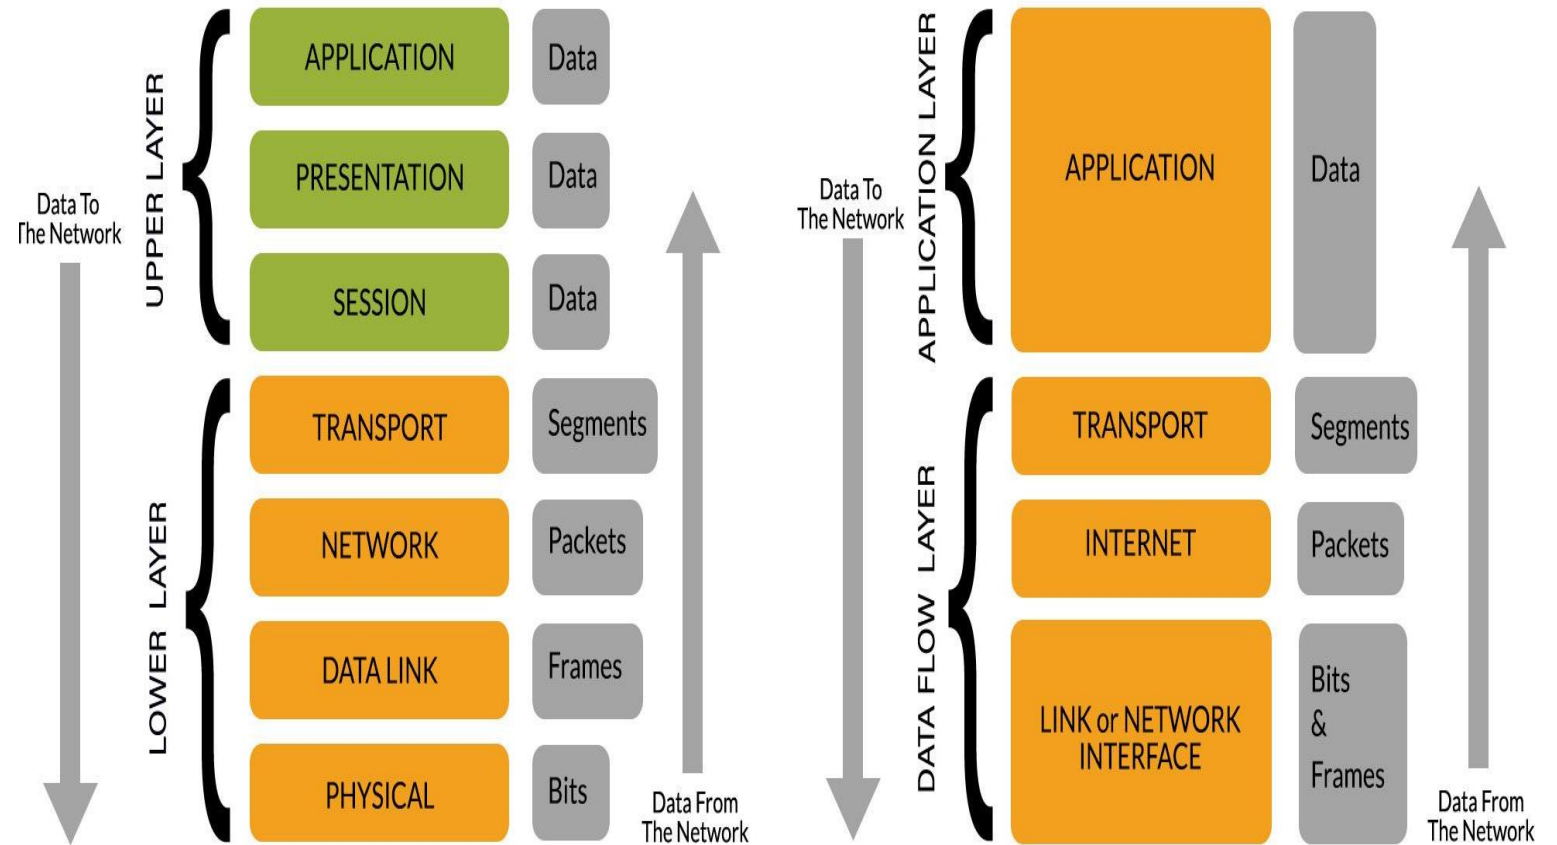 UPPER LAYER
APPLICATION
Data
PRESENTATION
Data
SESSION
Data
Data To
The Network
LOWER LAYER
TRANSPORT
Segments
NETWORK
Packets
DATA LINK
Frames
PHYSICAL
Bits
Data From
The Network
Data To
The Network
APPLICATION LAYER
APPLICATION
Data
DATA FLOW LAYER
TRANSPORT
Segments
INTERNET
Packets
LINK or NETWORK
INTERFACE
Bits
&
Frames
Data From
The Network